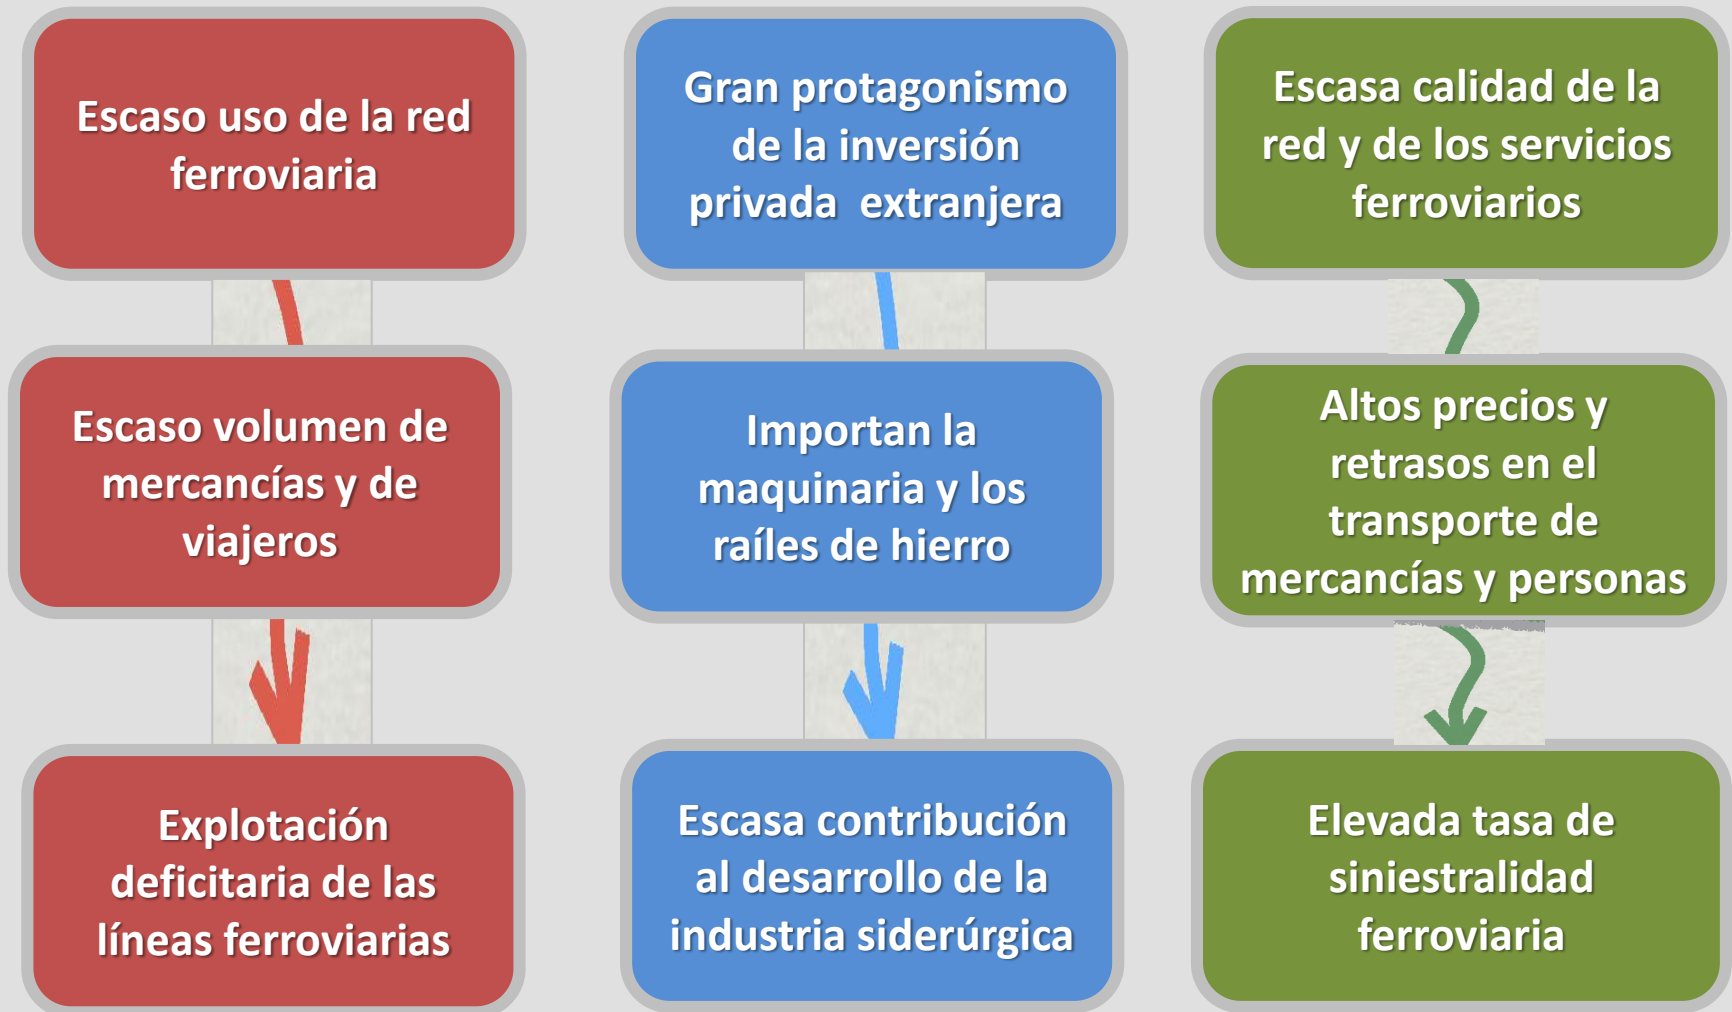 Escaso uso de la red
ferroviaria
Escaso volumen de
mercancías y de
viajeros
Explotación
deficitaria de las
líneas ferroviarias
Gran protagonismo
de la inversión
privada  extranjera
Importan la
maquinaria y los
raíles de hierro
Escasa contribución
al desarrollo de la
industria siderúrgica
Escasa calidad de la
red y de los servicios
ferroviarios
Altos precios y
retrasos en el
transporte de
mercancías y personas
Elevada tasa de
siniestralidad
ferroviaria